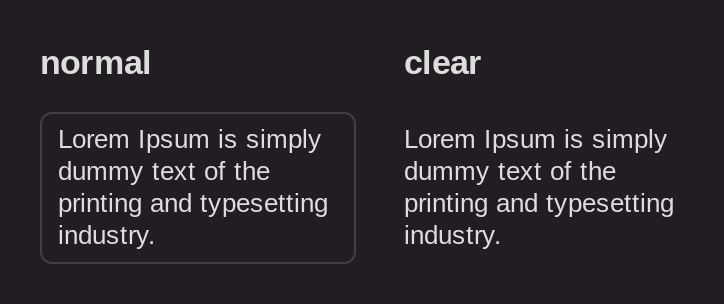 normal
Lorem Ipsum is simply
dummy text of the
printing and typesetting
industry.
clear
Lorem Ipsum is simply
dummy text of the
printing and typesetting
industry.